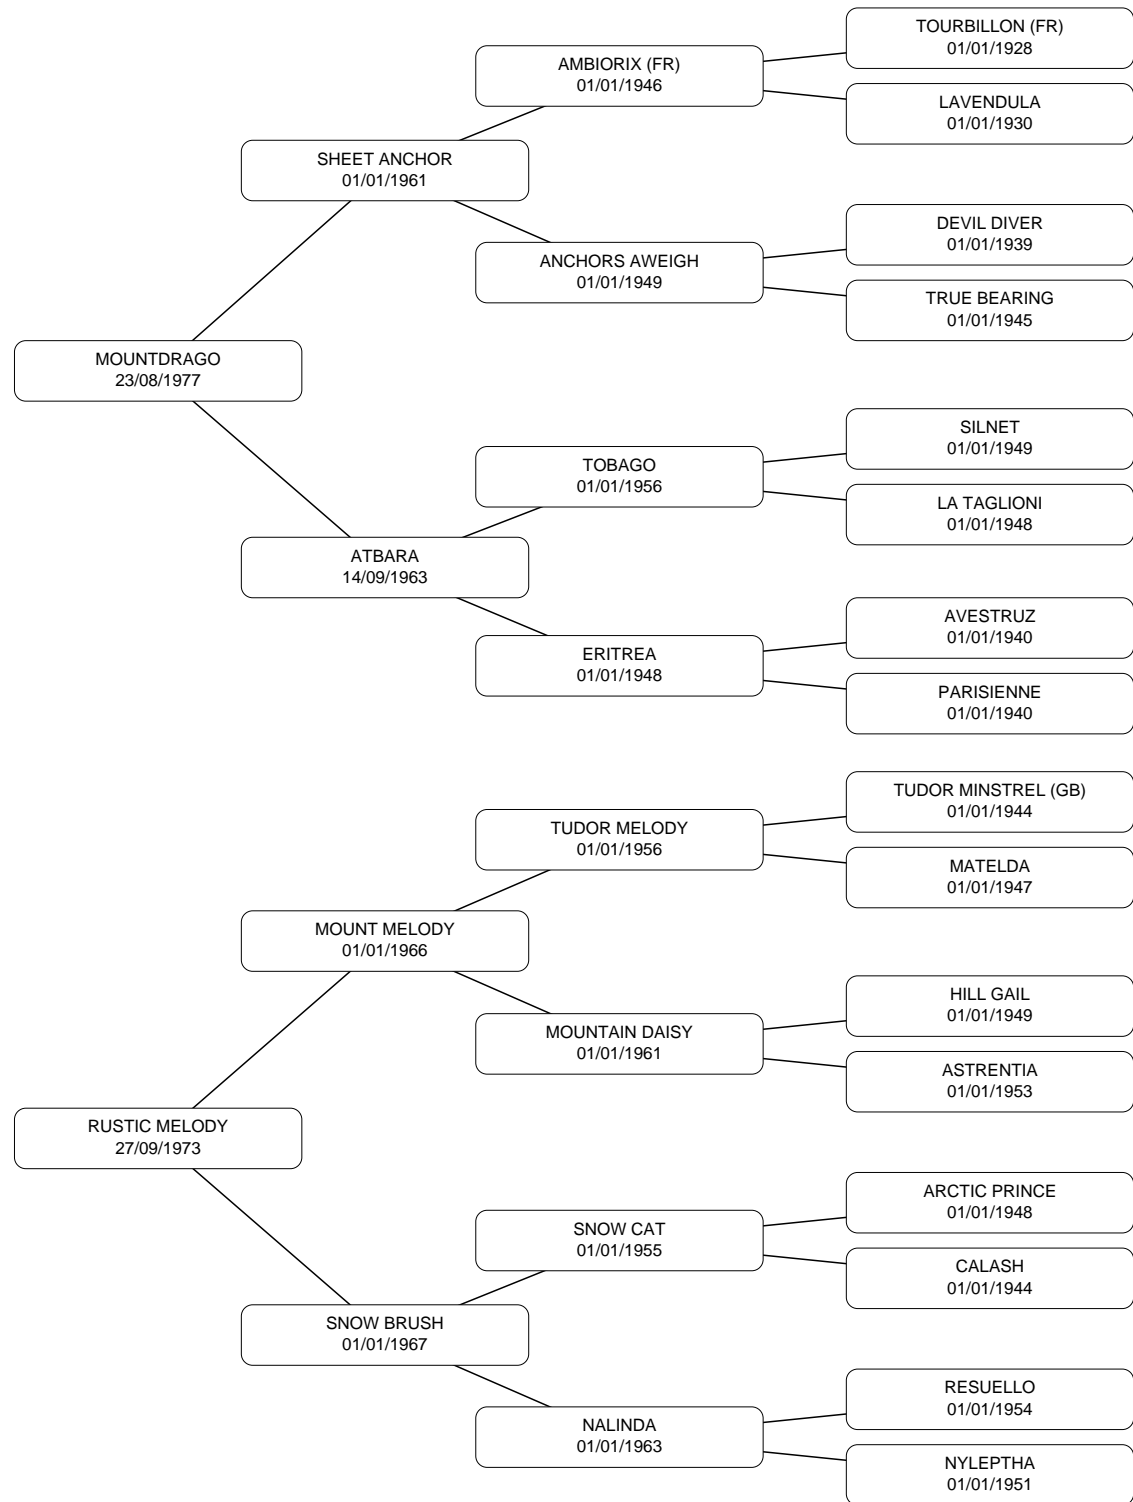 TOURBILLON (FR)
01/01/1928
AMBIORIX (FR)
01/01/1946
LAVENDULA
01/01/1930
SHEET ANCHOR
01/01/1961
DEVIL DIVER
01/01/1939
ANCHORS AWEIGH
01/01/1949
TRUE BEARING
01/01/1945
MOUNTDRAGO
23/08/1977
SILNET
01/01/1949
TOBAGO
01/01/1956
LA TAGLIONI
01/01/1948
ATBARA
14/09/1963
AVESTRUZ
01/01/1940
ERITREA
01/01/1948
PARISIENNE
01/01/1940
TUDOR MINSTREL (GB)
01/01/1944
TUDOR MELODY
01/01/1956
MATELDA
01/01/1947
MOUNT MELODY
01/01/1966
HILL GAIL
01/01/1949
MOUNTAIN DAISY
01/01/1961
ASTRENTIA
01/01/1953
RUSTIC MELODY
27/09/1973
ARCTIC PRINCE
01/01/1948
SNOW CAT
01/01/1955
CALASH
01/01/1944
SNOW BRUSH
01/01/1967
RESUELLO
01/01/1954
NALINDA
01/01/1963
NYLEPTHA
01/01/1951